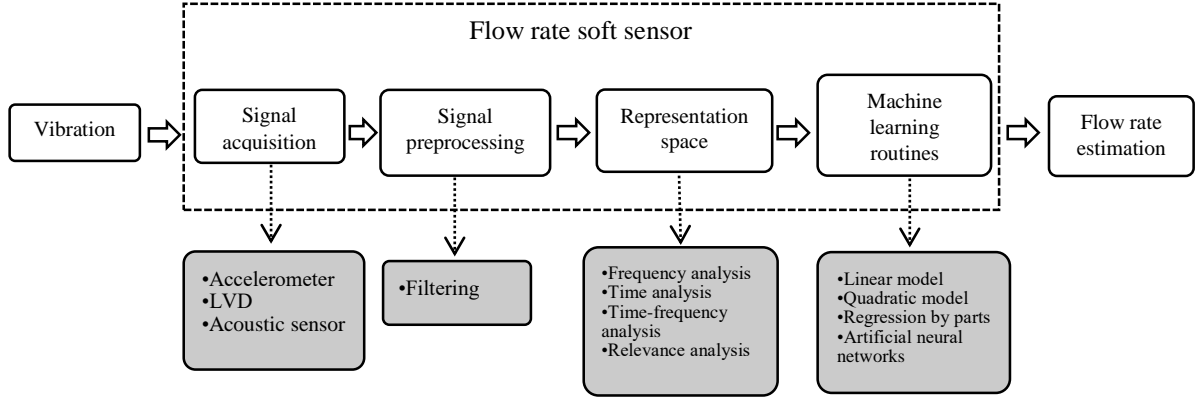 Flow rate soft sensor
Vibration
Signal
acquisition
Signal
preprocessing
Representation
space
Machine
learning
routines
Flow rate
estimation
•Accelerometer
•LVD
•Acoustic sensor
•Filtering
•Frequency analysis
•Time analysis
•Time-frequency
analysis
•Relevance analysis
•Linear model
•Quadratic model
•Regression by parts
•Artificial neural
networks